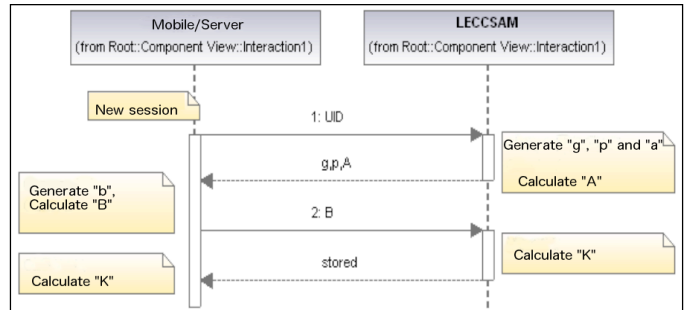 Mobile/Server
(from Root::Component View::Interaction1)
LECCSAM
(from Root::Component View::Interaction1)
New session
1: UID
Generate "g", "p" and "a"
Calculate "A"
g,p,A
Generate "b",
Calculate "B"
2: B
Calculate "K"
stored
Calculate "K"